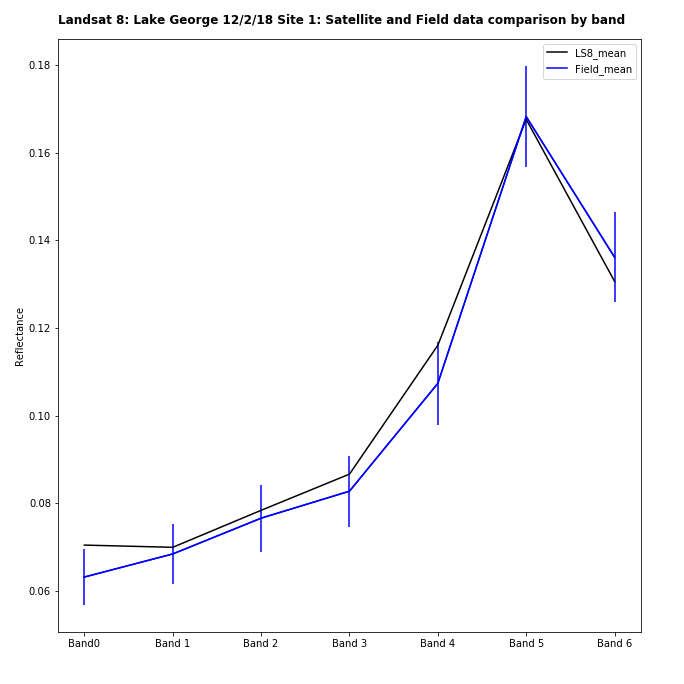 Landsat 8: Lake George 12/2/18 Site 1: Satellite and Field data comparison by band
LS8_mean
Field_mean
0.18
0.16
0.14
0.12
0.10
0.08
0.06
Reflectance
Band0 Band 1 Band 2 Band 3 Band 4 Band 5 Band 6